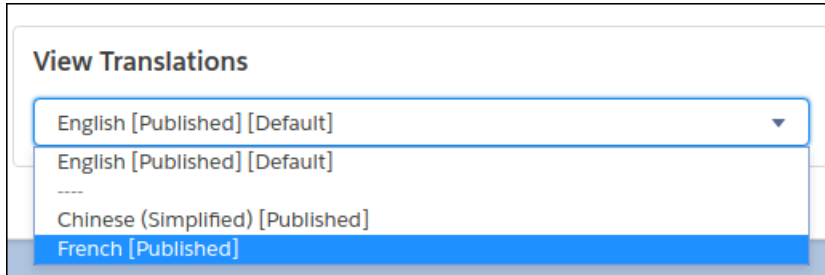 View Translations
English [Published] [Default]
English [Published] [Default]
----
Chinese (Simplified) [Published]
French [Published]